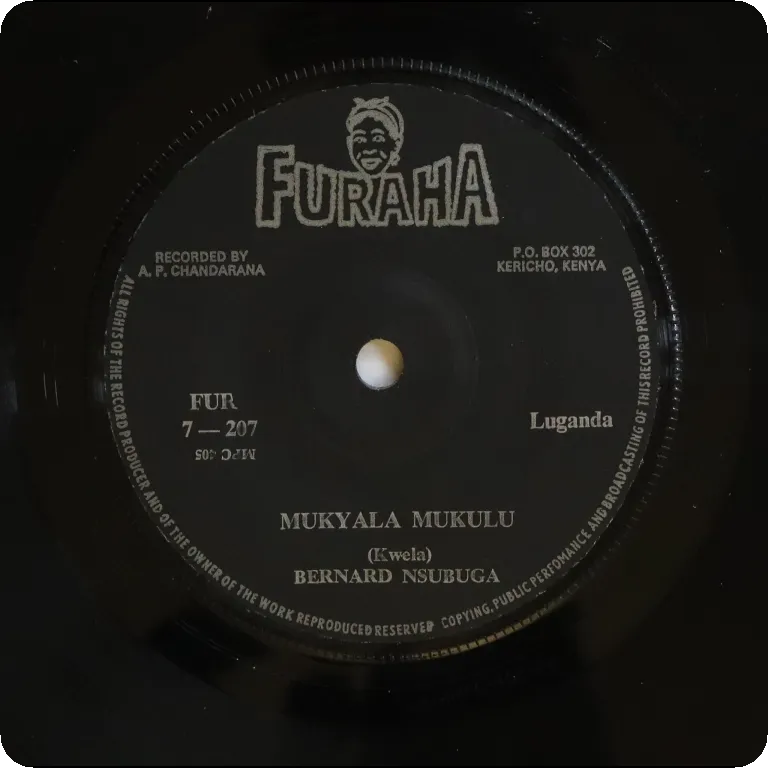 FURAHA
RECORDED BY
A. P. CHANDARANA
P.O. BOX 302
KERICHO, KENYA
FUR
7 — 207
MPC 405
Luganda
MUKYALA MUKULU
(Kwela)
BERNARD NSUBUGA
ALL RIGHTS OF THE RECORD PRODUCER AND OF THE OWNER OF THE WORK REPRODUCED RESERVED COPYING, PUBLIC PERFOMANCE AND BROADCASTING OF THIS RECORD PROHIBITED